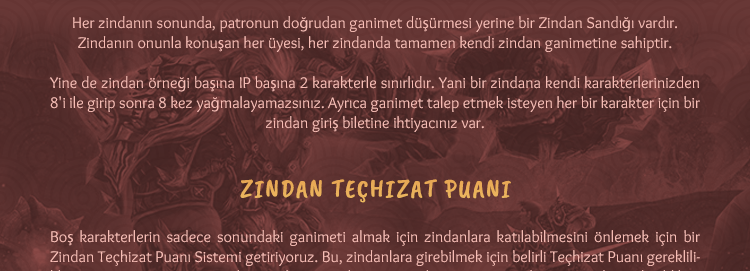 Her zindanın sonunda, patronun doğrudan ganimet düşürmesi yerine bir Zindan Sandığı vardır.
Zindanın onunla konuşan her üyesi, her zindanda tamamen kendi zindan ganimetine sahiptir.
Yine de zindan örneği başına IP başına 2 karakterle sınırlıdır. Yani bir zindana kendi karakterlerinizden
8'i ile girip sonra 8 kez yağmalayamazsınız. Ayrıca ganimet talep etmek isteyen her bir karakter için bir
zindan giriş biletine ihtiyacınız var.
ZINDAN TEÇHIZAT PUANI
Boş karakterlerin sadece sonundaki ganimeti almak için zindanlara katılabilmesini önlemek için bir
Zindan Teçhizat Puanı Sistemi getiriyoruz. Bu, zindanlara girebilmek için belirli Teçhizat Puanı gereklili-